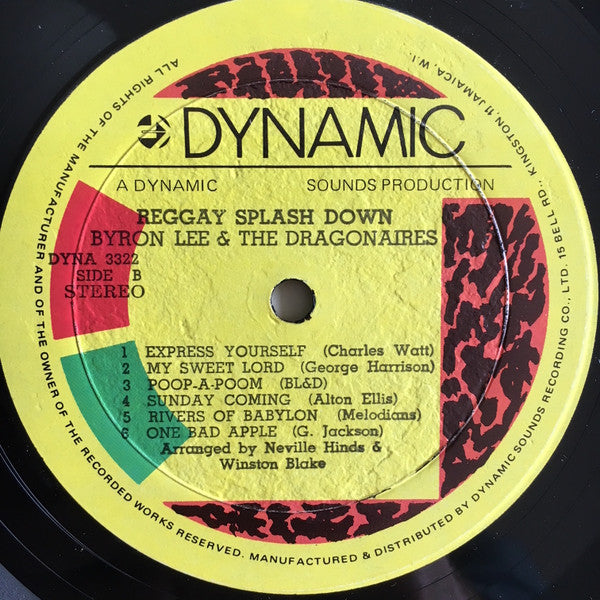 DYNAMIC
A DYNAMIC SOUNDS PRODUCTION
REGGAY SPLASH DOWN
BYRON LEE & THE DRAGONAIRES
DYNA 3322
SIDE B
STEREO
1 EXPRESS YOURSELF (Charles Watt)
2 MY SWEET LORD (George Harrison)
3 POOP-A-POOM (BL&D)
4 SUNDAY COMING (Alton Ellis)
5 RIVERS OF BABYLON (Melodians)
6 ONE BAD APPLE (G. Jackson)
Arranged by Neville Hinds &
Winston Blake
ALL RIGHTS OF THE MANUFACTURER AND OF THE OWNER OF THE RECORDED WORKS RESERVED. MANUFACTURED & DISTRIBUTED BY DYNAMIC SOUNDS RECORDING CO., LTD. 15 BELL RD., KINGSTON 11, JAMAICA, W.I.